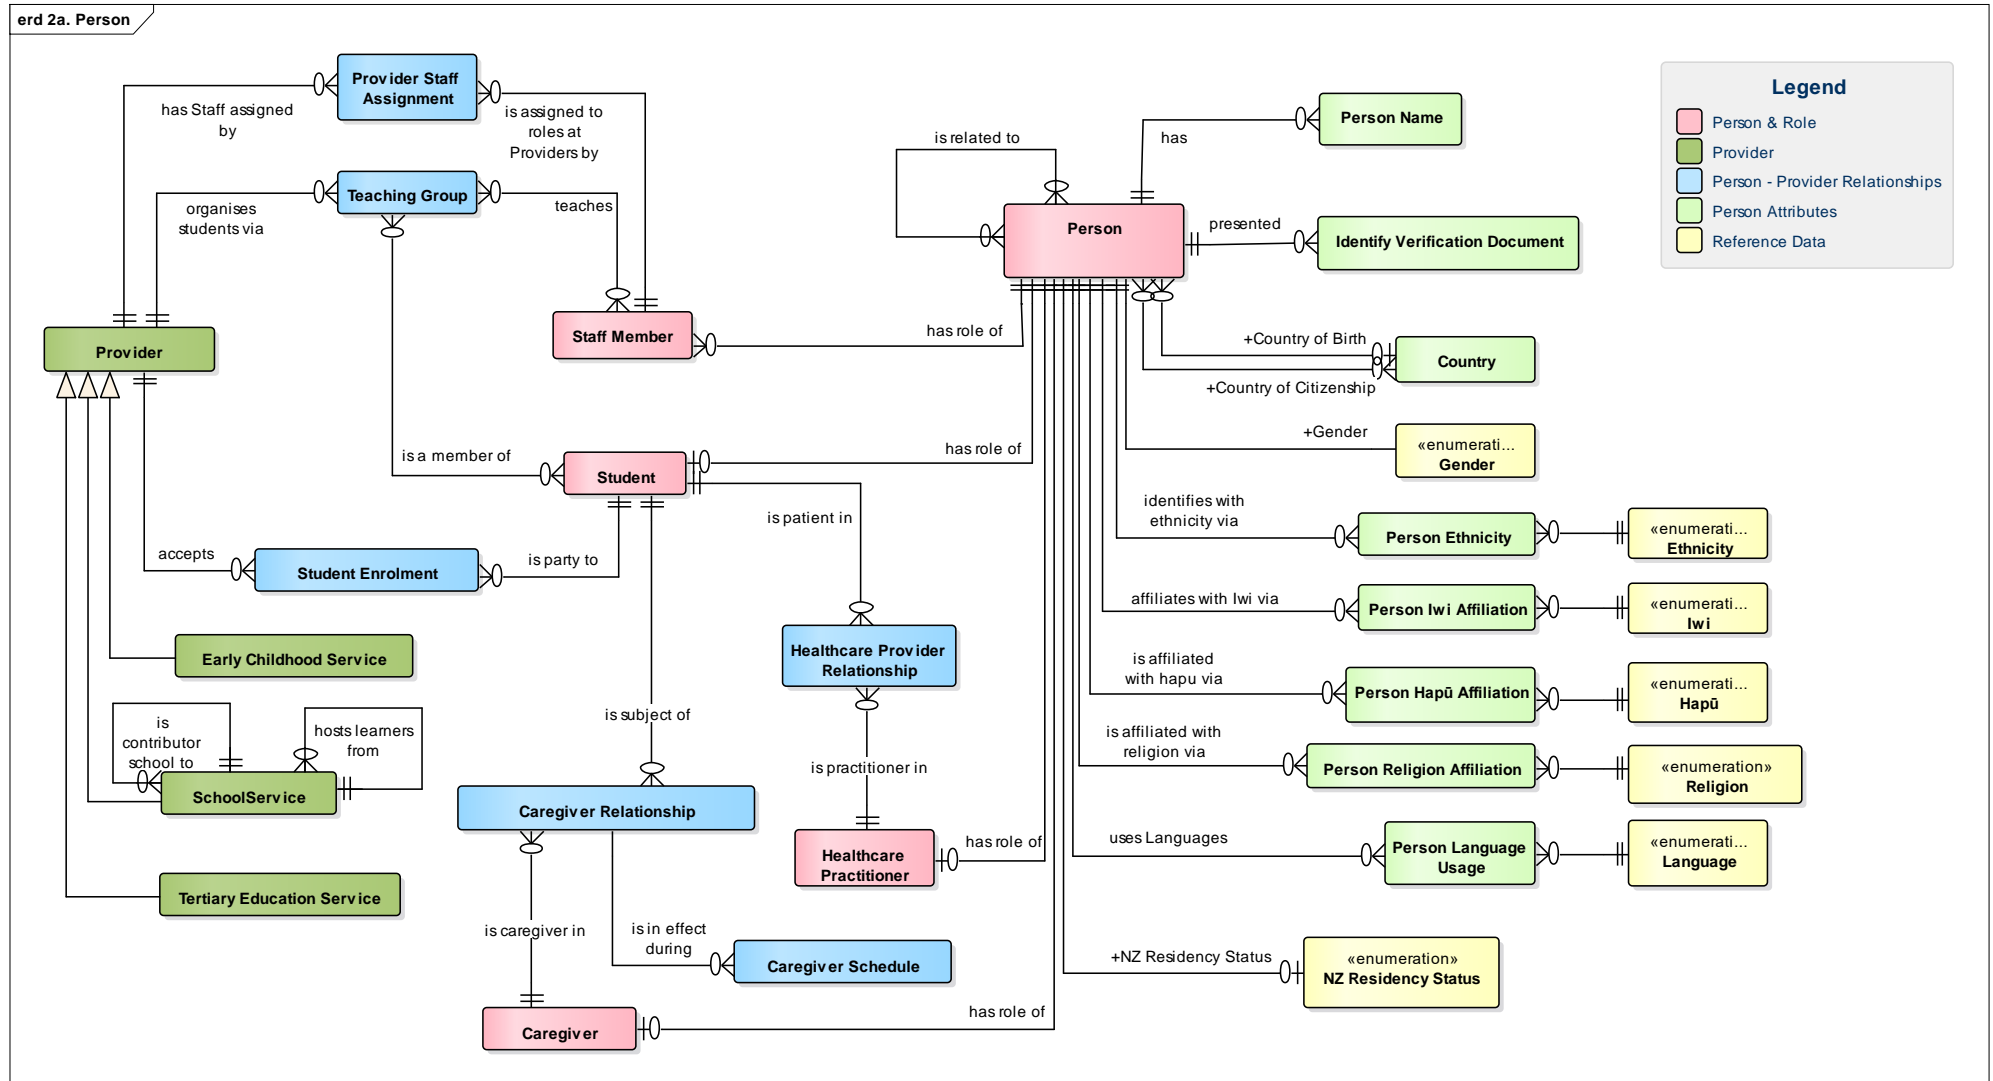 erd 2a. Person
Provider Staff
Assignment
has Staff assigned
by
is assigned to
roles at
Providers by
Teaching Group
organises
students via
teaches
Provider
Staff Member
has role of
is a member of
Student
has role of
accepts
Student Enrolment
is party to
is patient in
Early Childhood Service
Healthcare Provider
Relationship
is
contributor
school to
hosts learners
from
SchoolService
is subject of
is practitioner in
Caregiver Relationship
Healthcare
Practitioner
has role of
Tertiary Education Service
is caregiver in
is in effect
during
Caregiver Schedule
Caregiver
has role of
is related to
Person
has
Person Name
presented
Identify Verification Document
+Country of Birth
Country
+Country of Citizenship
+Gender
«enumerati...
Gender
identifies with
ethnicity via
Person Ethnicity
«enumerati...
Ethnicity
affiliates with Iwi via
Person Iwi Affiliation
«enumerati...
Iwi
is affiliated
with hapu via
Person Hapū Affiliation
«enumerati...
Hapū
is affiliated with
religion via
Person Religion Affiliation
«enumeration»
Religion
uses Languages
Person Language
Usage
«enumerati...
Language
+NZ Residency Status
«enumeration»
NZ Residency Status
Legend
Person & Role
Provider
Person - Provider Relationships
Person Attributes
Reference Data